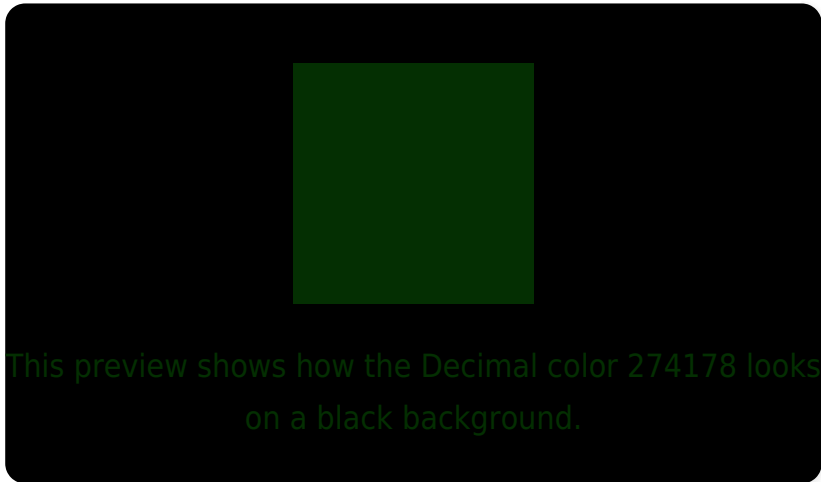 This preview shows how the Decimal color 274178 looks
on a black background.